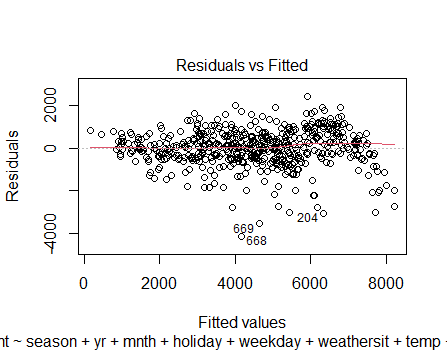 Residuals vs Fitted
Residuals
2000
0
-4000
669
668
204
0 2000 4000 6000 8000
Fitted values
nt ~ season + yr + mnth + holiday + weekday + weathersit + temp